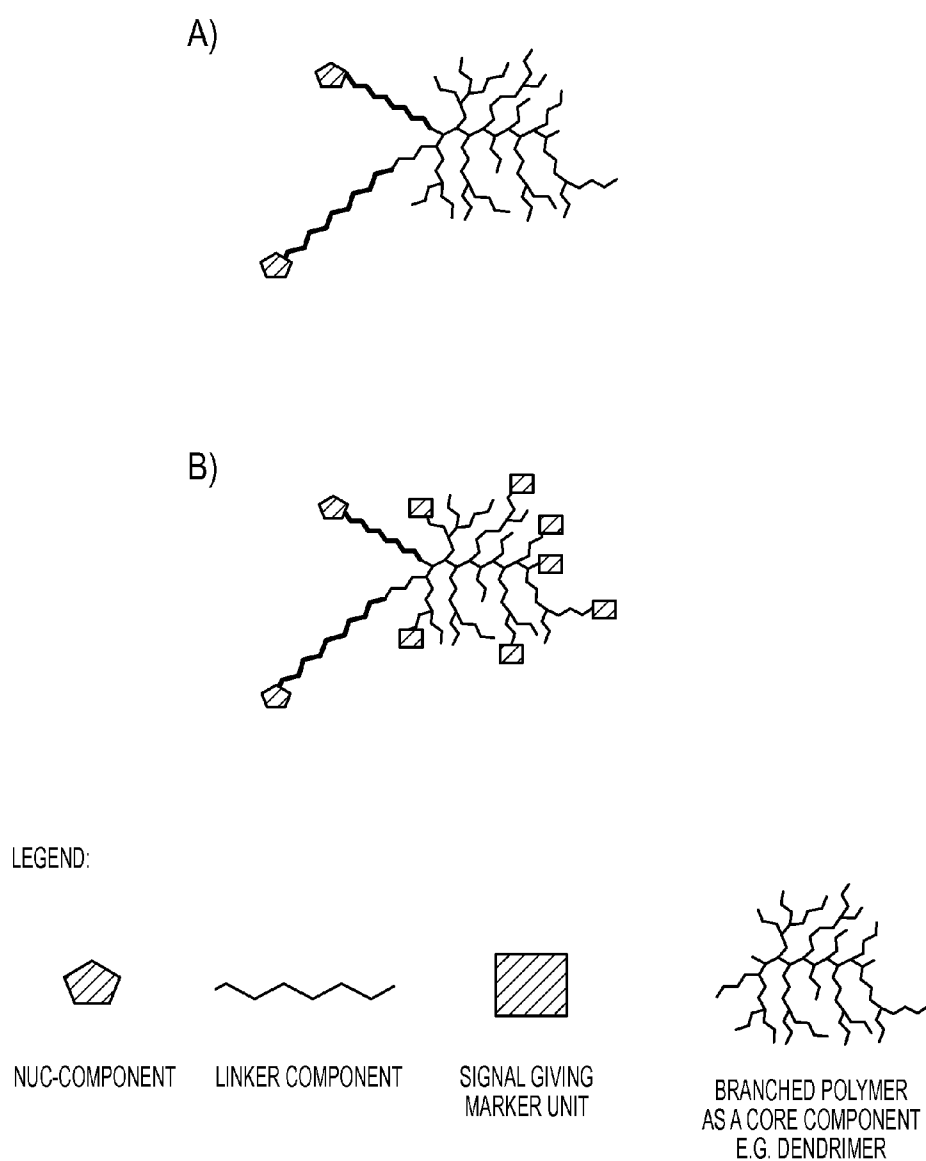 A)
B)
LEGEND:
NUC-COMPONENT
LINKER COMPONENT
SIGNAL GIVING
MARKER UNIT
BRANCHED POLYMER
AS A CORE COMPONENT
E.G. DENDRIMER